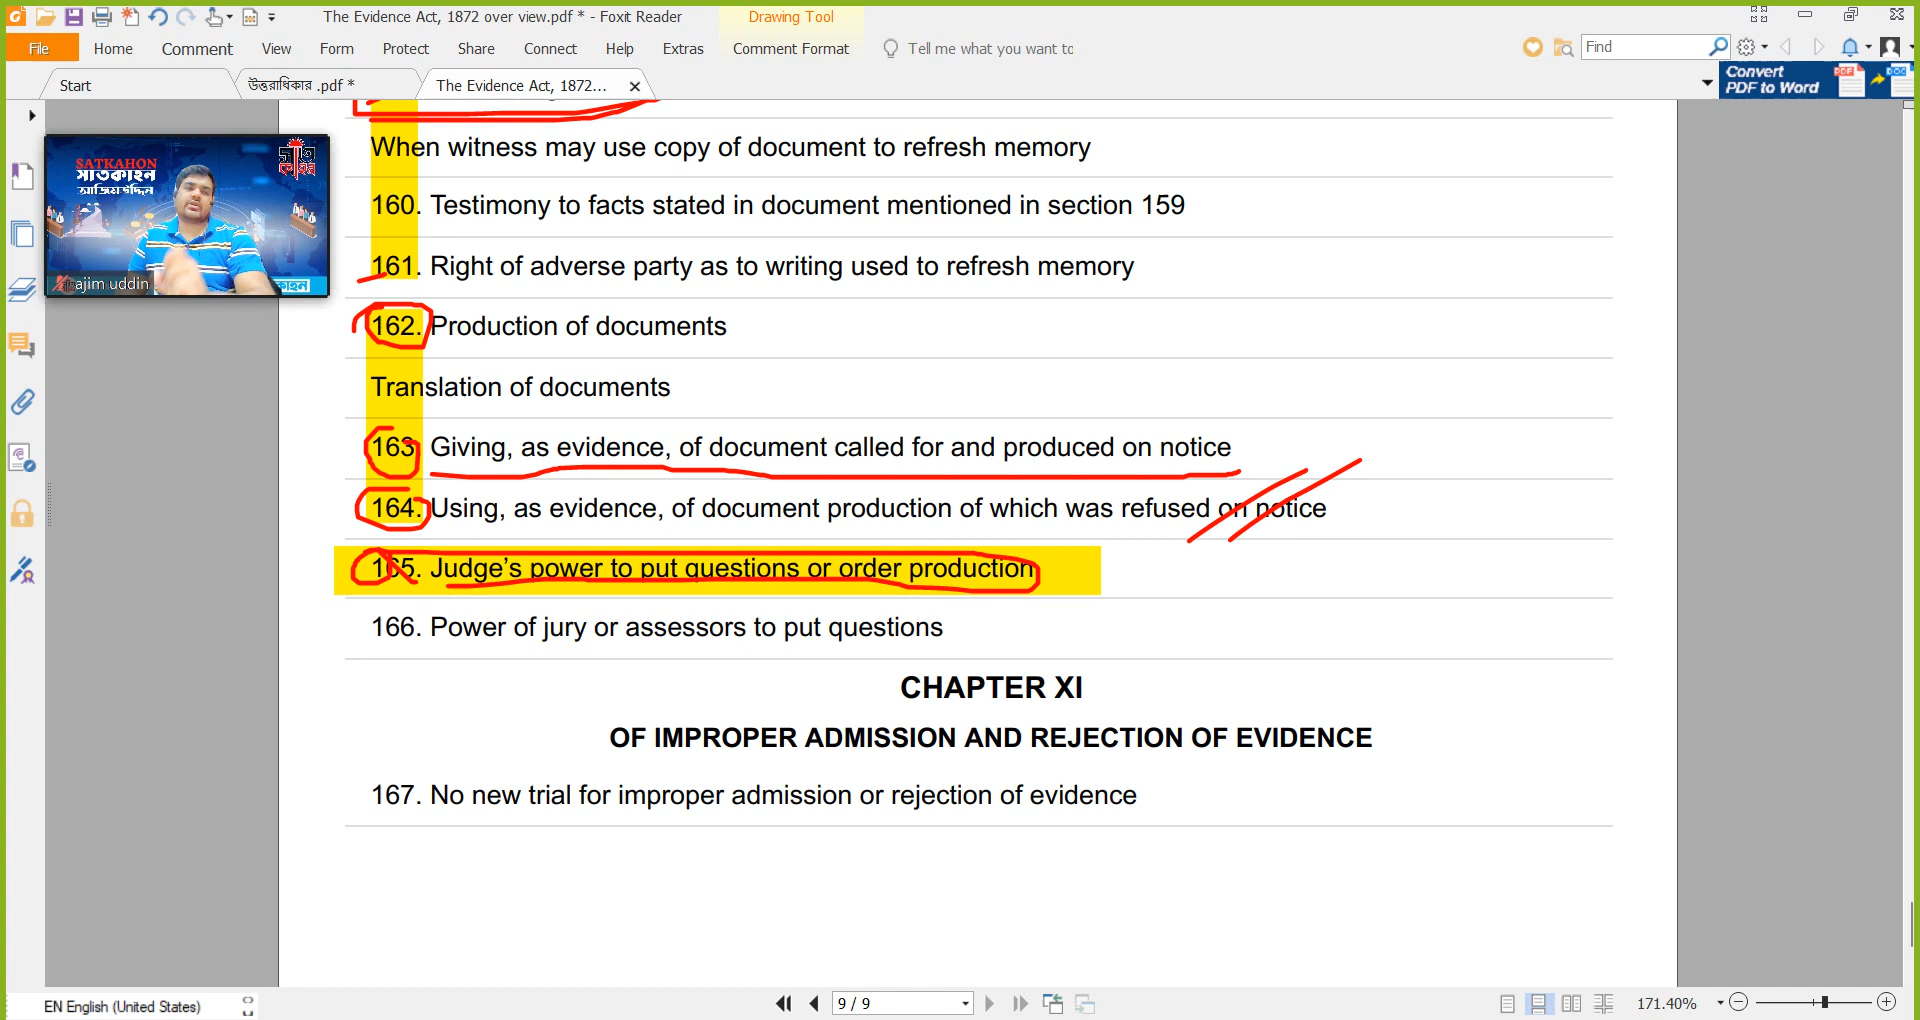 The Evidence Act, 1872 over view.pdf * - Foxit Reader
Drawing Tool
File Home Comment View Form Protect Share Connect Help Extras Comment Format Tell me what you want to
Find
Start উত্তরাধিকার .pdf * The Evidence Act, 1872...
Convert
PDF to Word
PDF
DOC
SATKAHON
সাতকাহন
আজিম উদ্দিন
ajim uddin
When witness may use copy of document to refresh memory
160. Testimony to facts stated in document mentioned in section 159
161. Right of adverse party as to writing used to refresh memory
162. Production of documents
Translation of documents
163. Giving, as evidence, of document called for and produced on notice
164. Using, as evidence, of document production of which was refused on notice
165. Judge’s power to put questions or order production
166. Power of jury or assessors to put questions
CHAPTER XI
OF IMPROPER ADMISSION AND REJECTION OF EVIDENCE
167. No new trial for improper admission or rejection of evidence
EN English (United States)
9 / 9
171.40%